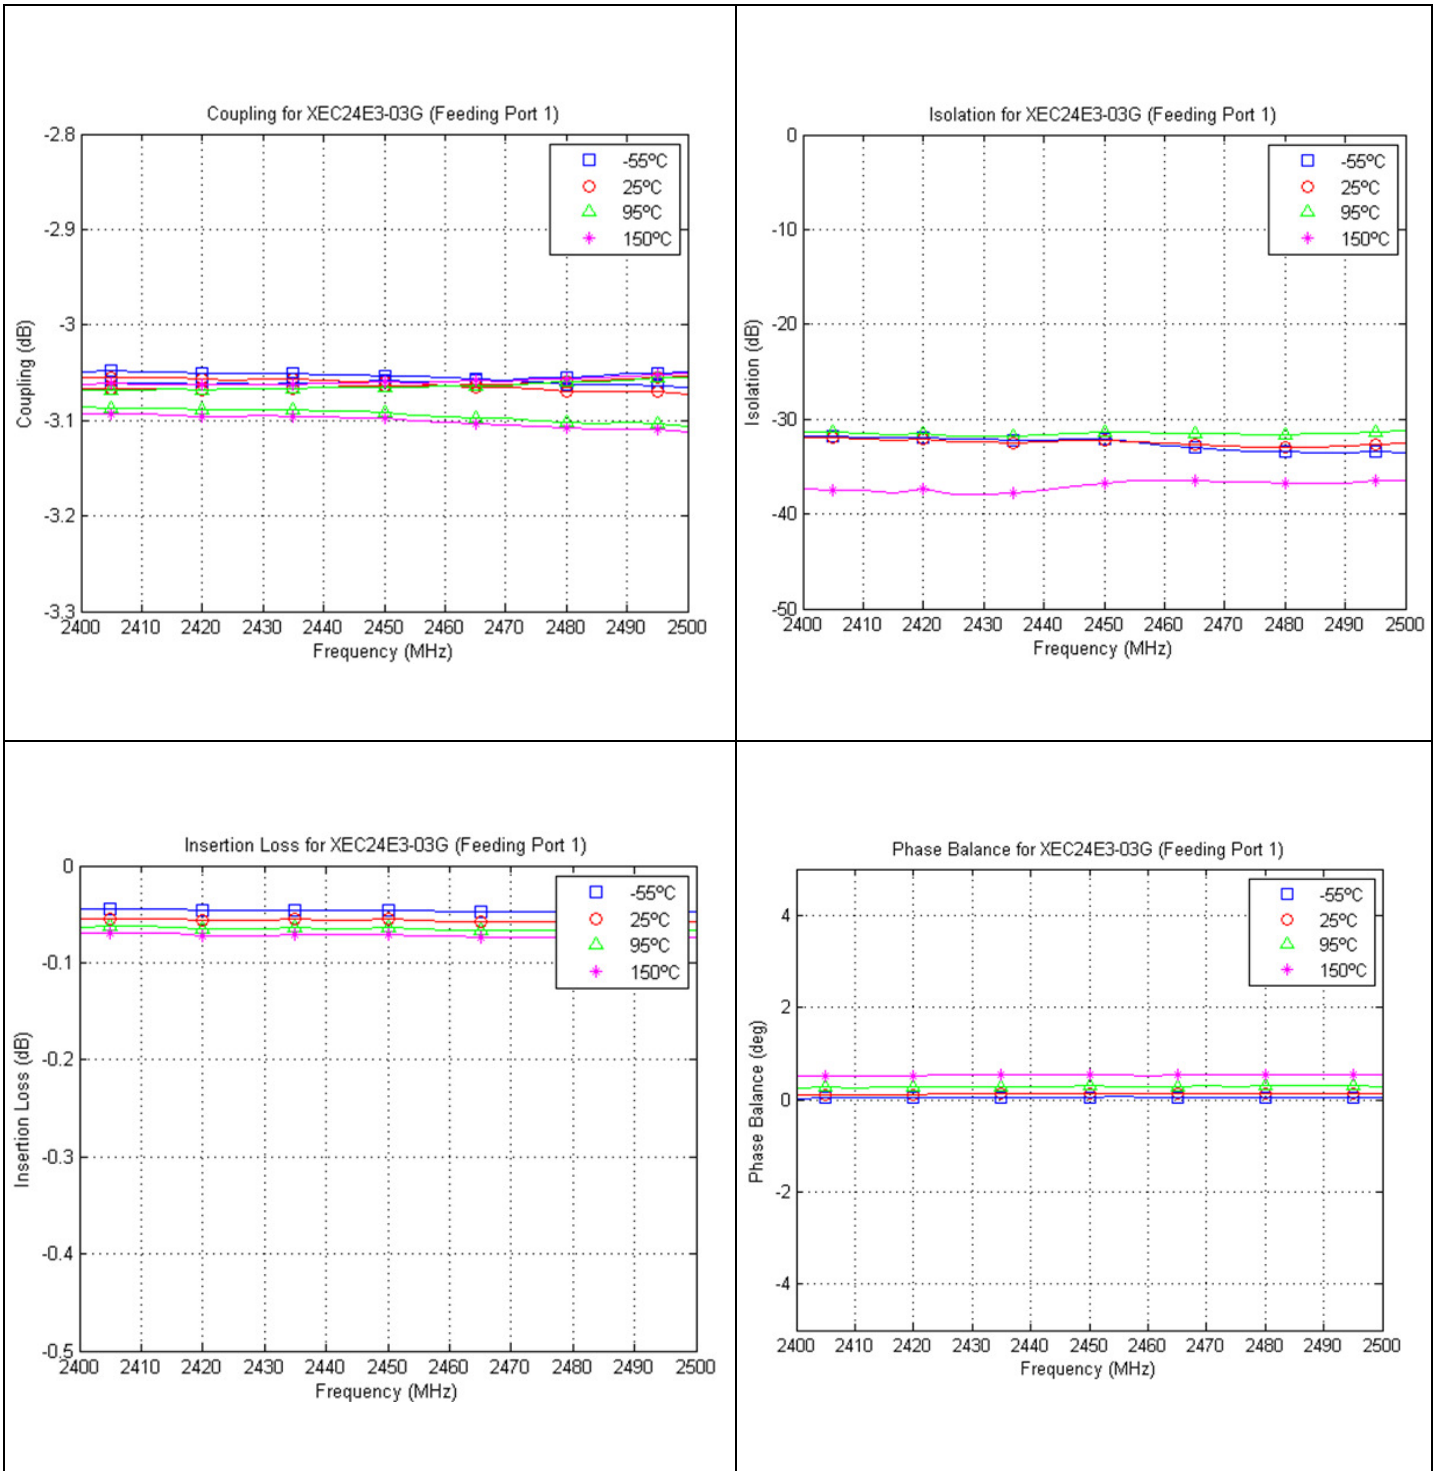 Coupling for XEC24E3-03G (Feeding Port 1)
-2.8
-2.9
-3
-3.1
-3.2
-3.3
Coupling (dB)
-55ºC
25ºC
95ºC
150ºC
2400 2410 2420 2430 2440 2450 2460 2470 2480 2490 2500
Frequency (MHz)
Isolation for XEC24E3-03G (Feeding Port 1)
0
-10
-20
-30
-40
-50
Isolation (dB)
-55ºC
25ºC
95ºC
150ºC
2400 2410 2420 2430 2440 2450 2460 2470 2480 2490 2500
Frequency (MHz)
Insertion Loss for XEC24E3-03G (Feeding Port 1)
0
-0.1
-0.2
-0.3
-0.4
-0.5
Insertion Loss (dB)
-55ºC
25ºC
95ºC
150ºC
2400 2410 2420 2430 2440 2450 2460 2470 2480 2490 2500
Frequency (MHz)
Phase Balance for XEC24E3-03G (Feeding Port 1)
4
2
0
-2
-4
Phase Balance (deg)
-55ºC
25ºC
95ºC
150ºC
2400 2410 2420 2430 2440 2450 2460 2470 2480 2490 2500
Frequency (MHz)